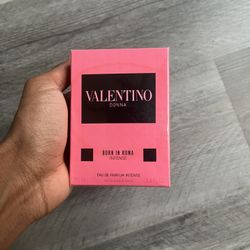 VALENTINO
DONNA
BORN IN ROMA
INTENSE
EAU DE PARFUM INTENSE